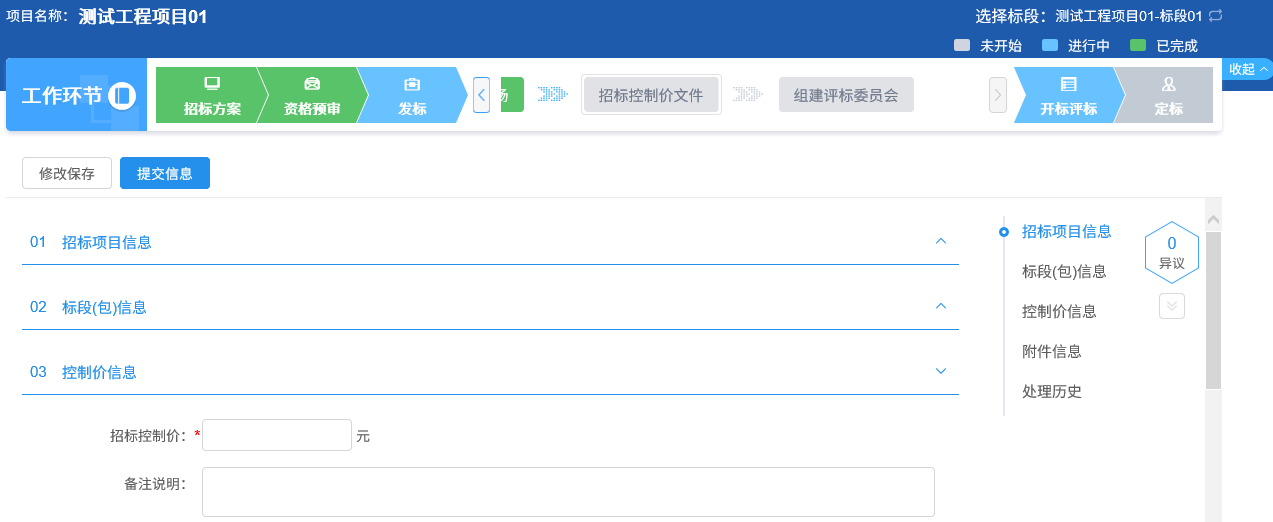 项目名称： 测试工程项目01
选择标段： 测试工程项目01-标段01
未开始 进行中 已完成
收起
工作环节
招标方案 资格预审 发标 场 招标控制价文件 组建评标委员会 开标评标 定标
修改保存 提交信息
01 招标项目信息
02 标段(包)信息
03 控制价信息
招标控制价：* 元
备注说明：
招标项目信息
标段(包)信息
控制价信息
附件信息
处理历史
0
异议